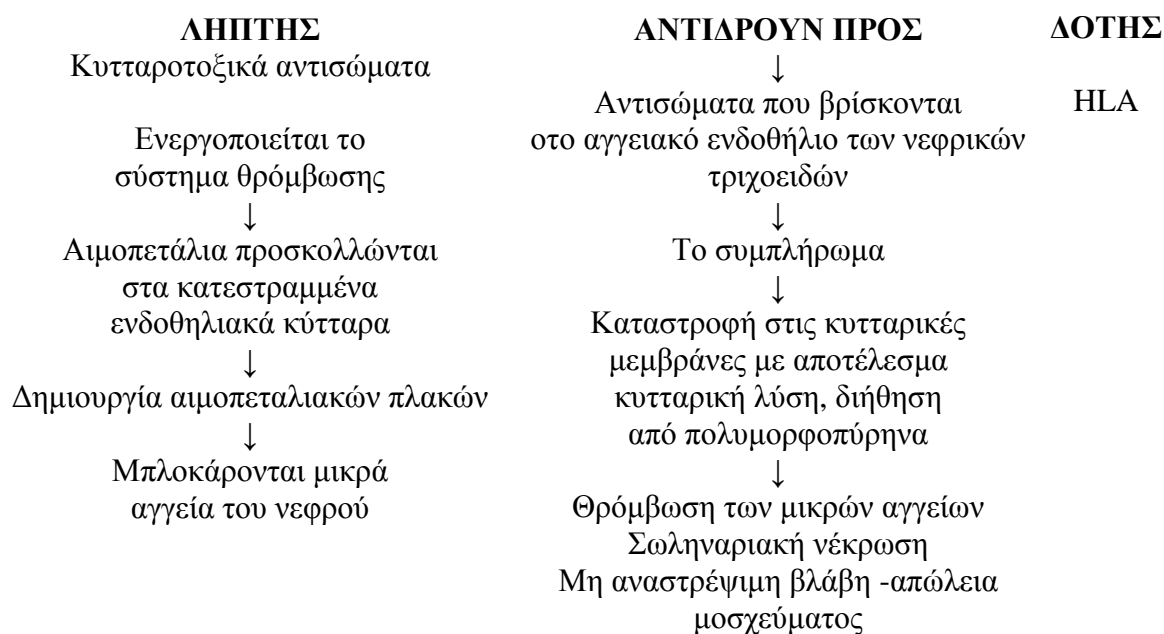 ΛΗΠΤΗΣ
Κυτταροτοξικά αντισώματα
Ενεργοποιείται το
σύστημα θρόμβωσης
↓
Αιμοπετάλια προσκολλώνται
στα κατεστραμμένα
ενδοθηλιακά κύτταρα
↓
Δημιουργία αιμοπεταλιακών πλακών
↓
Μπλοκάρονται μικρά
αγγεία του νεφρού
ΑΝΤΙΔΡΟΥΝ ΠΡΟΣ
↓
Αντισώματα που βρίσκονται
οτο αγγειακό ενδοθήλιο των νεφρικών
τριχοειδών
↓
Το συμπλήρωμα
↓
Καταστροφή στις κυτταρικές
μεμβράνες με αποτέλεσμα
κυτταρική λύση, διήθηση
από πολυμορφοπύρηνα
↓
Θρόμβωση των μικρών αγγείων
Σωληναριακή νέκρωση
Μη αναστρέψιμη βλάβη -απώλεια
μοσχεύματος
ΔΟΤΗΣ
HLA